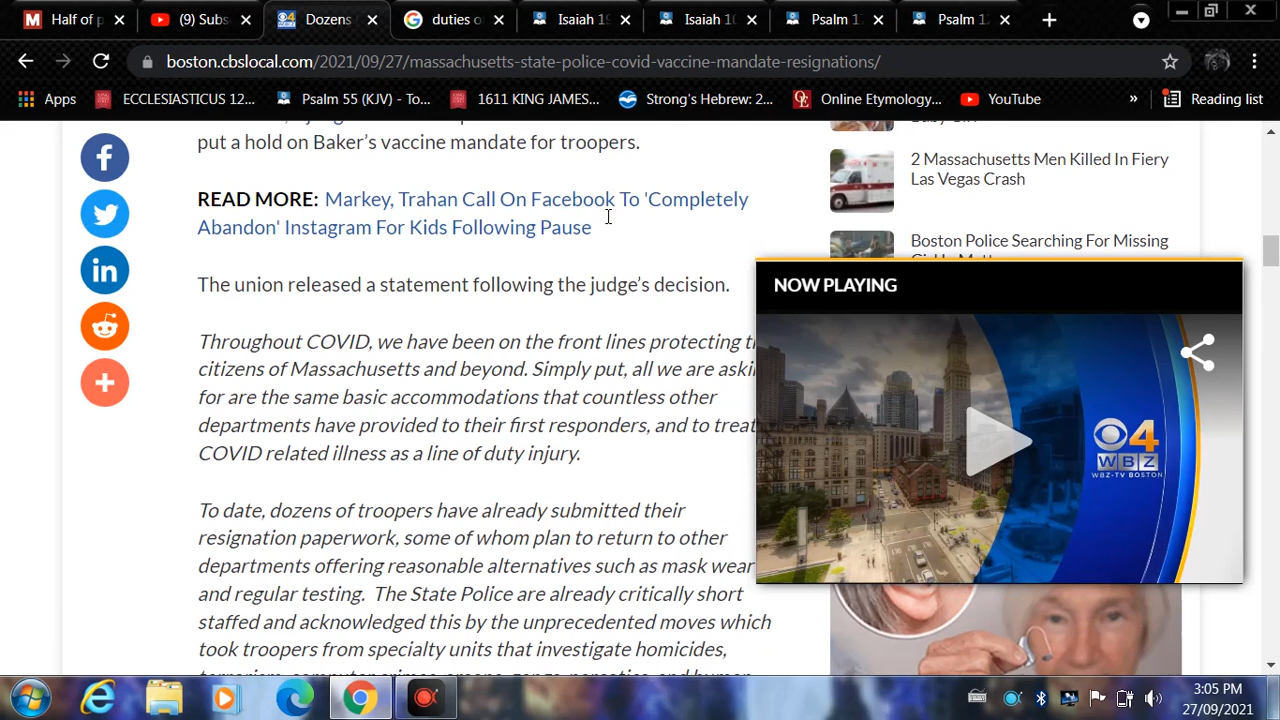 Half of p
(9) Subs
Dozens
duties o
Isaiah 1
Isaiah 1
Psalm 1
Psalm 1
boston.cbslocal.com/2021/09/27/massachusetts-state-police-covid-vaccine-mandate-resignations/
Apps
ECCLESIASTICUS 12...
Psalm 55 (KJV) - To...
1611 KING JAMES...
Strong's Hebrew: 2...
Online Etymology...
YouTube
»
Reading list
put a hold on Baker's vaccine mandate for troopers.
READ MORE: Markey, Trahan Call On Facebook To 'Completely
Abandon' Instagram For Kids Following Pause
The union released a statement following the judge's decision.
Throughout COVID, we have been on the front lines protecting t
citizens of Massachusetts and beyond. Simply put, all we are aski
for are the same basic accommodations that countless other
departments have provided to their first responders, and to treat
COVID related illness as a line of duty injury.
To date, dozens of troopers have already submitted their
resignation paperwork, some of whom plan to return to other
departments offering reasonable alternatives such as mask wear
and regular testing. The State Police are already critically short
staffed and acknowledged this by the unprecedented moves which
took troopers from specialty units that investigate homicides,
2 Massachusetts Men Killed In Fiery
Las Vegas Crash
Boston Police Searching For Missing
NOW PLAYING
4
WBZ
WBZ-TV BOSTON
3:05 PM
27/09/2021